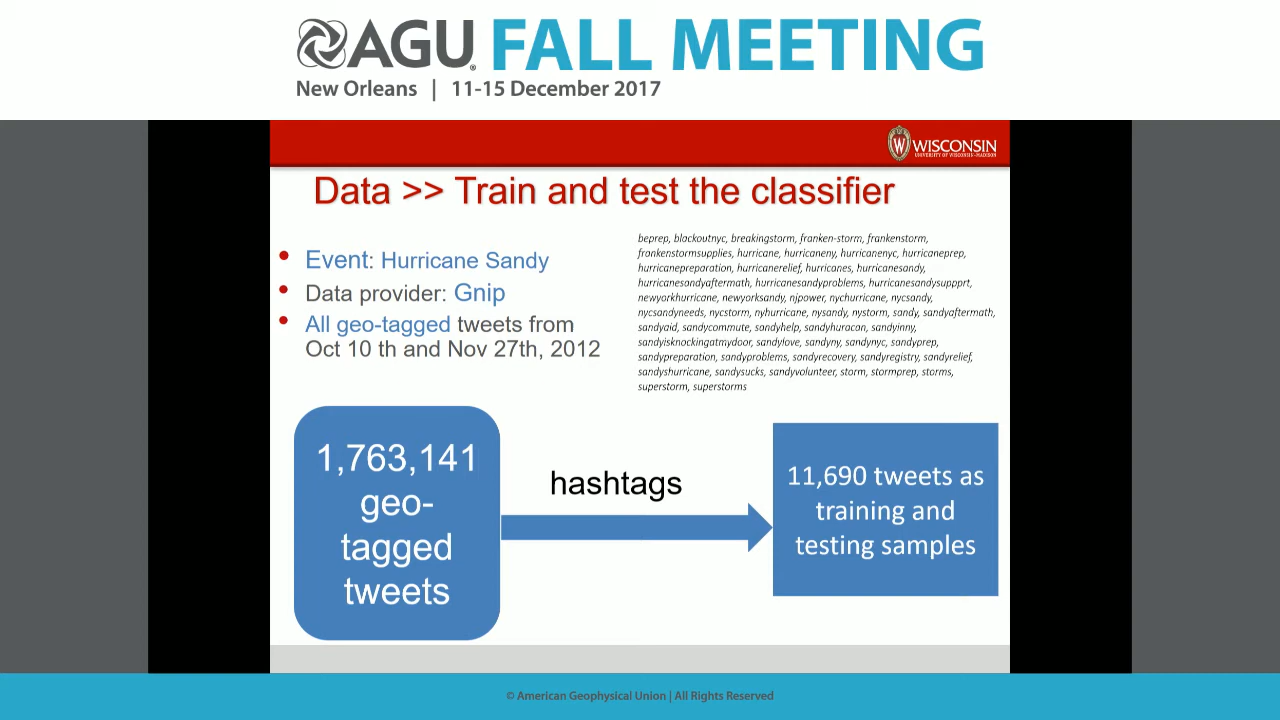 AGU FALL MEETING
New Orleans | 11-15 December 2017
WISCONSIN
UNIVERSITY OF WISCONSIN-MADISON
Data >> Train and test the classifier
• Event: Hurricane Sandy
• Data provider: Gnip
• All geo-tagged tweets from
Oct 10 th and Nov 27th, 2012
beprep, blackoutnyc, breakingstorm, franken-storm, frankenstorm,
frankenstormsupplies, hurricane, hurricaneny, hurricanenyc, hurricaneprep,
hurricanepreparation, hurricanerelief, hurricanes, hurricanesandy,
hurricanesandyaftermath, hurricanesandyproblems, hurricanesandysuppprt,
newyorkhurricane, newyorksandy, njpower, nychurricane, nycsandy,
nycsandyneeds, nycstorm, nyhurricane, nysandy, nystorm, sandy, sandyaftermath,
sandyaid, sandycommute, sandyhelp, sandyhuracan, sandyinny,
sandyisknockingatmydoor, sandylove, sandyny, sandynyc, sandyprep,
sandypreparation, sandyproblems, sandyrecovery, sandyregistry, sandyrelief,
sandyshurricane, sandysucks, sandyvolunteer, storm, stormprep, storms,
superstorm, superstorms
1,763,141
geo-
tagged
tweets
hashtags
11,690 tweets as
training and
testing samples
© American Geophysical Union | All Rights Reserved